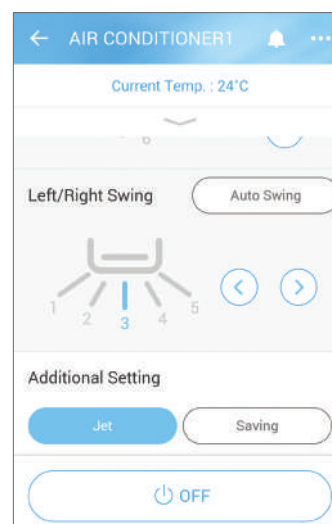 AIR CONDITIONER1
Current Temp. : 24°C
6
Left/Right Swing Auto Swing
1 2 3 4 5
Additional Setting
Jet Saving
OFF